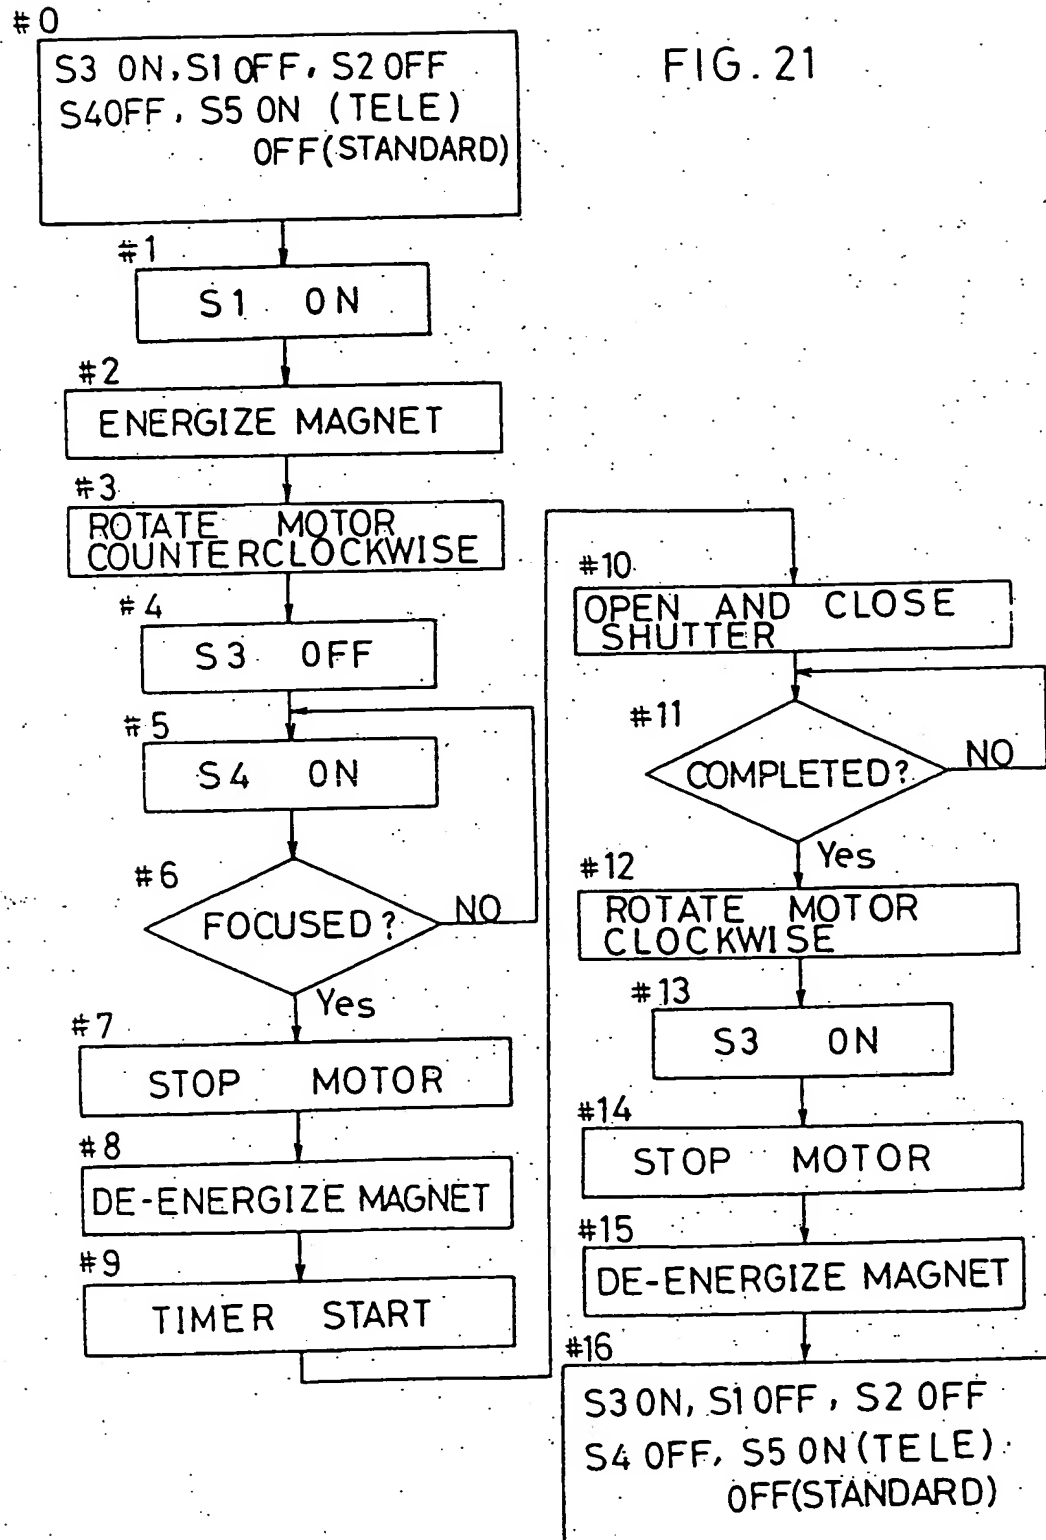 FIG. 21
#0
S3 ON, S1 OFF, S2 OFF
S4 OFF, S5 ON (TELE)
OFF(STANDARD)
#1
S1 ON
#2
ENERGIZE MAGNET
#3
ROTATE MOTOR
COUNTERCLOCKWISE
#4
S3 OFF
#5
S4 ON
#6
FOCUSED?
NO
Yes
#7
STOP MOTOR
#8
DE-ENERGIZE MAGNET
#9
TIMER START
#10
OPEN AND CLOSE
SHUTTER
#11
COMPLETED?
NO
Yes
#12
ROTATE MOTOR
CLOCKWISE
#13
S3 ON
#14
STOP MOTOR
#15
DE-ENERGIZE MAGNET
#16
S3 ON, S1 OFF, S2 OFF
S4 OFF, S5 ON (TELE)
OFF(STANDARD)